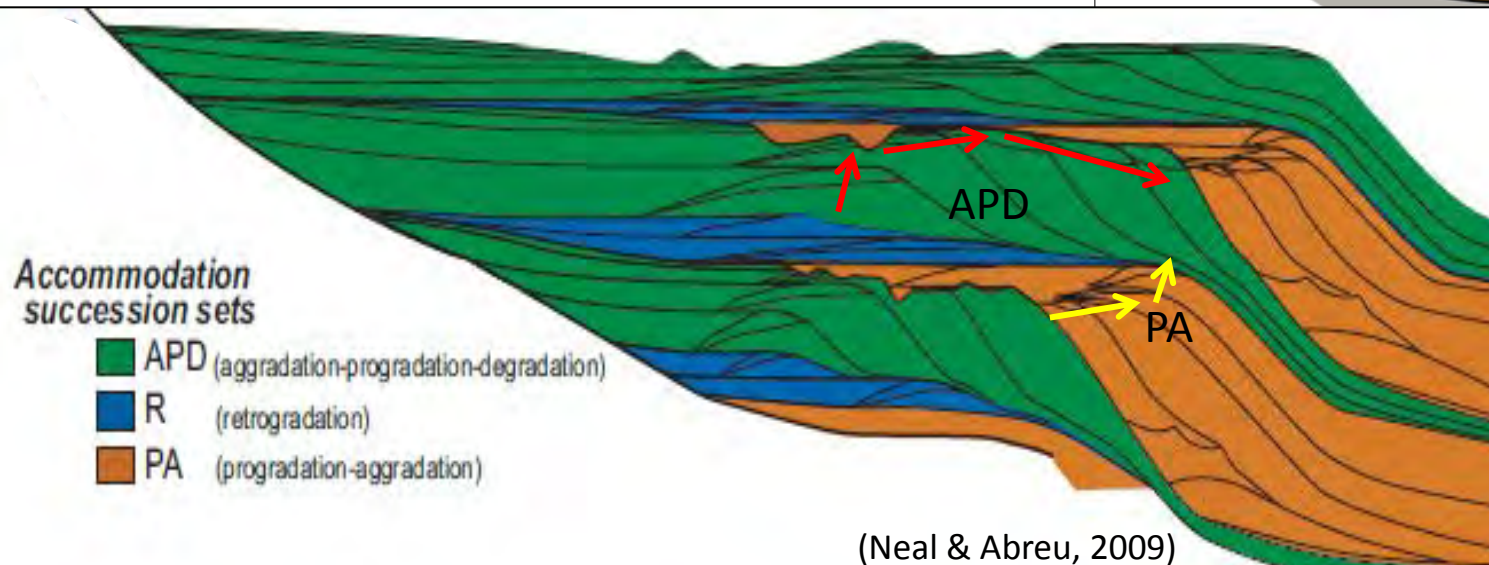 APD
PA
Accommodation
succession sets
APD (aggradation-progradation-degradation)
R (retrogradation)
PA (progradation-aggradation)
(Neal & Abreu, 2009)